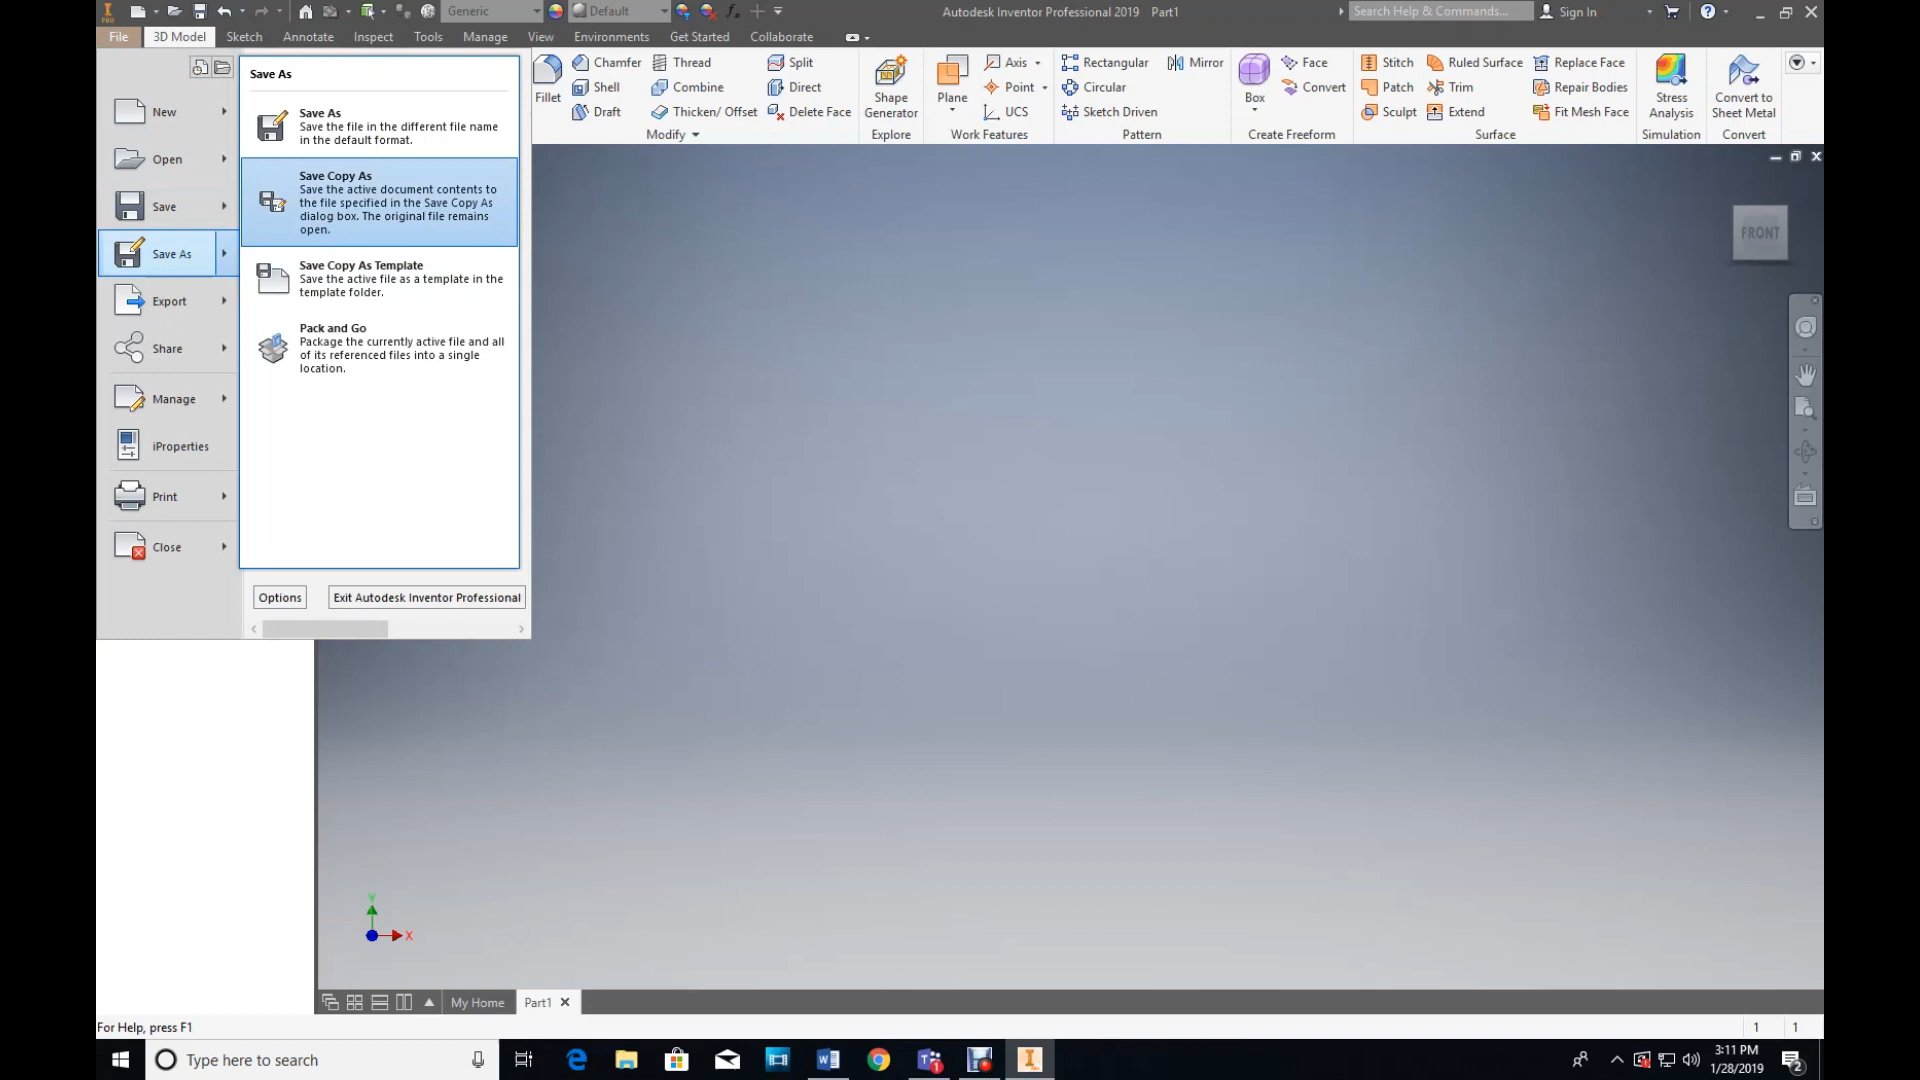 Generic
Default
Autodesk Inventor Professional 2019 Part1
Search Help & Commands...
Sign In
File 3D Model Sketch Annotate Inspect Tools Manage View Environments Get Started Collaborate
Fillet
Chamfer
Shell
Draft
Thread
Combine
Thicken/ Offset
Split
Direct
Delete Face
Modify
Shape
Generator
Explore
Plane
Axis
Point
UCS
Work Features
Rectangular
Circular
Sketch Driven
Mirror
Pattern
Box
Face
Convert
Create Freeform
Stitch
Patch
Sculpt
Ruled Surface
Trim
Extend
Replace Face
Repair Bodies
Fit Mesh Face
Surface
Stress
Analysis
Simulation
Convert to
Sheet Metal
Convert
New
Open
Save
Save As
Export
Share
Manage
iProperties
Print
Close
Save As
Save As
Save the file in the different file name
in the default format.
Save Copy As
Save the active document contents to
the file specified in the Save Copy As
dialog box. The original file remains
open.
Save Copy As Template
Save the active file as a template in the
template folder.
Pack and Go
Package the currently active file and all
of its referenced files into a single
location.
Options
Exit Autodesk Inventor Professional
FRONT
Y
X
My Home
Part1
For Help, press F1
1 1
Type here to search
3:11 PM
1/28/2019
2